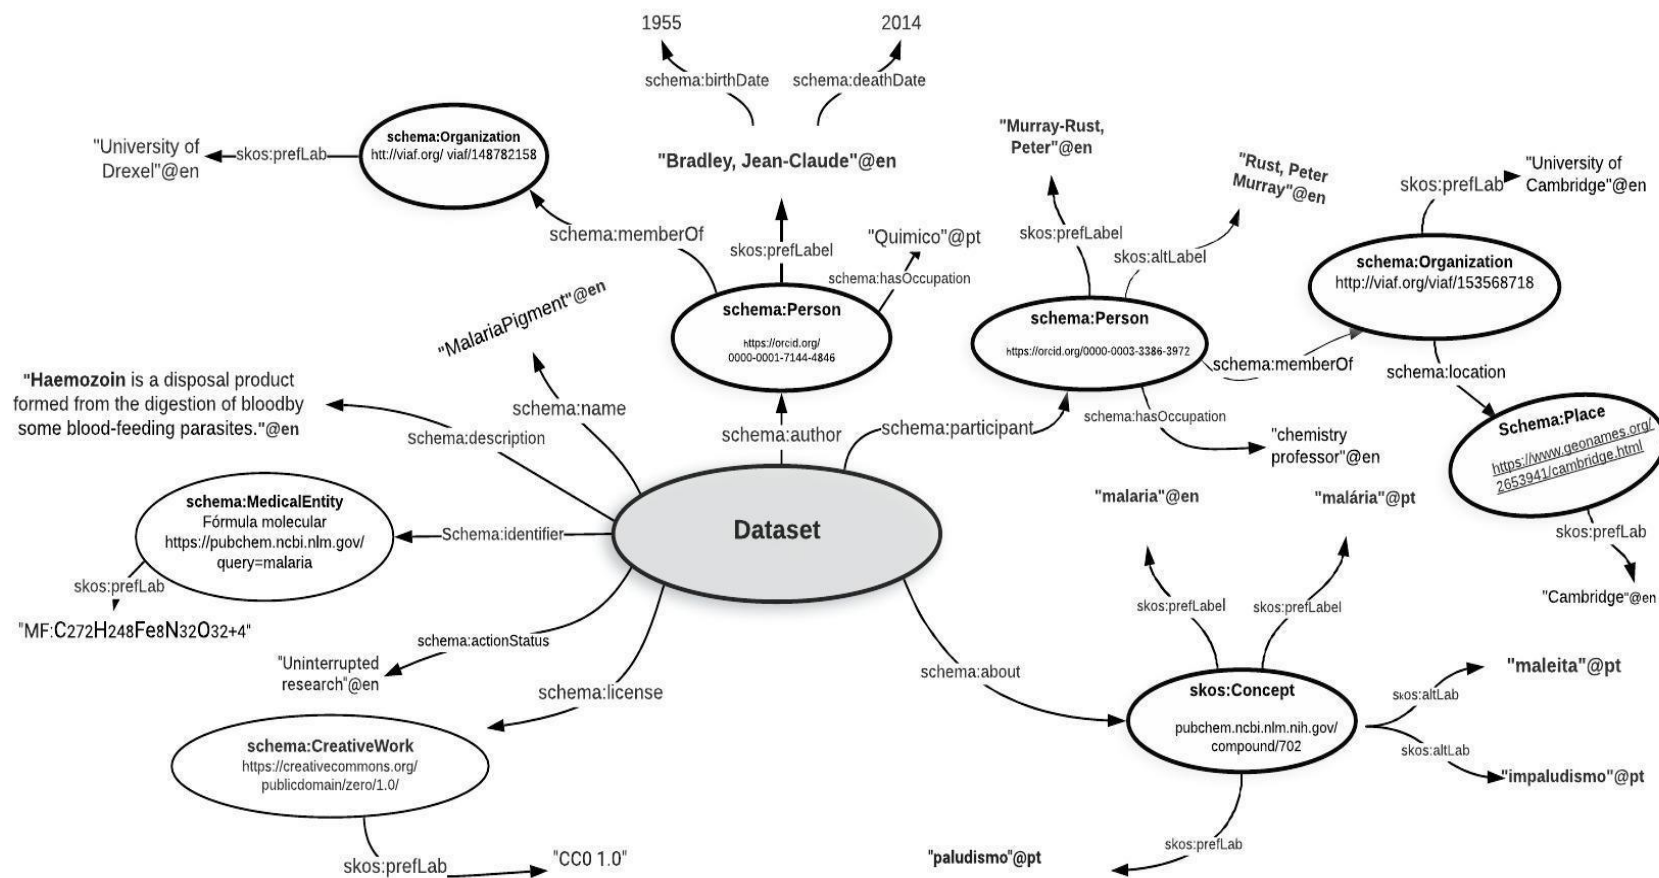 1955
2014
schema:birthDate
schema:deathDate
"Bradley, Jean-Claude"@en
schema:Organization
htt://viaf.org/ viaf/148782158
skos:prefLab
"University of
Drexel"@en
schema:memberOf
skos:prefLabel
"Quimico"@pt
schema:hasOccupation
schema:Person
https://orcid.org/
0000-0001-7144-4846
"Murray-Rust,
Peter"@en
"Rust, Peter
Murray"@en
skos:prefLabel
skos:altLabel
schema:Person
https://orcid.org/0000-0003-3386-3972
schema:memberOf
schema:hasOccupation
"chemistry
professor"@en
"University of
Cambridge"@en
skos:prefLab
schema:Organization
http://viaf.org/viaf/153568718
schema:location
Schema:Place
https://www.geonames.org/
2653941/cambridge.html
skos:prefLab
"Cambridge"@en
"MalariaPigment"@en
schema:name
"Haemozoin is a disposal product
formed from the digestion of bloodby
some blood-feeding parasites."@en
Schema:description
schema:author
schema:participant
Dataset
schema:MedicalEntity
Fórmula molecular
https://pubchem.ncbi.nlm.gov/
query=malaria
Schema:identifier
skos:prefLab
"MF:C272H248Fe8N32O32+4"
schema:actionStatus
"Uninterrupted
research"@en
schema:license
schema:CreativeWork
https://creativecommons.org/
publicdomain/zero/1.0/
skos:prefLab
"CC0 1.0"
schema:about
"malaria"@en
"malária"@pt
skos:prefLabel
skos:prefLabel
skos:Concept
pubchem.ncbi.nlm.nih.gov/
compound/702
skos:altLab
"maleita"@pt
skos:altLab
"impaludismo"@pt
skos:prefLab
"paludismo"@pt